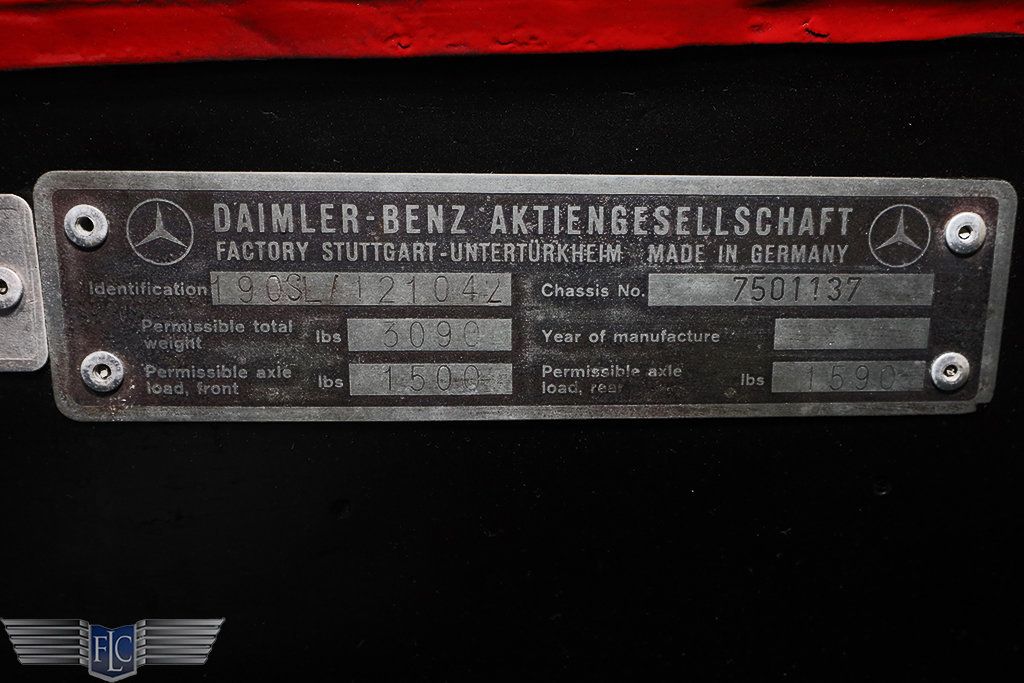 DAIMLER-BENZ AKTIENGESELLSCHAFT
FACTORY STUTTGART-UNTERTÜRKHEIM MADE IN GERMANY
Identification 190SL/121042 Chassis No. 7501137
Permissible total weight lbs 3090 Year of manufacture
Permissible axle load, front lbs 1500 Permissible axle load, rear lbs 1590
FLC